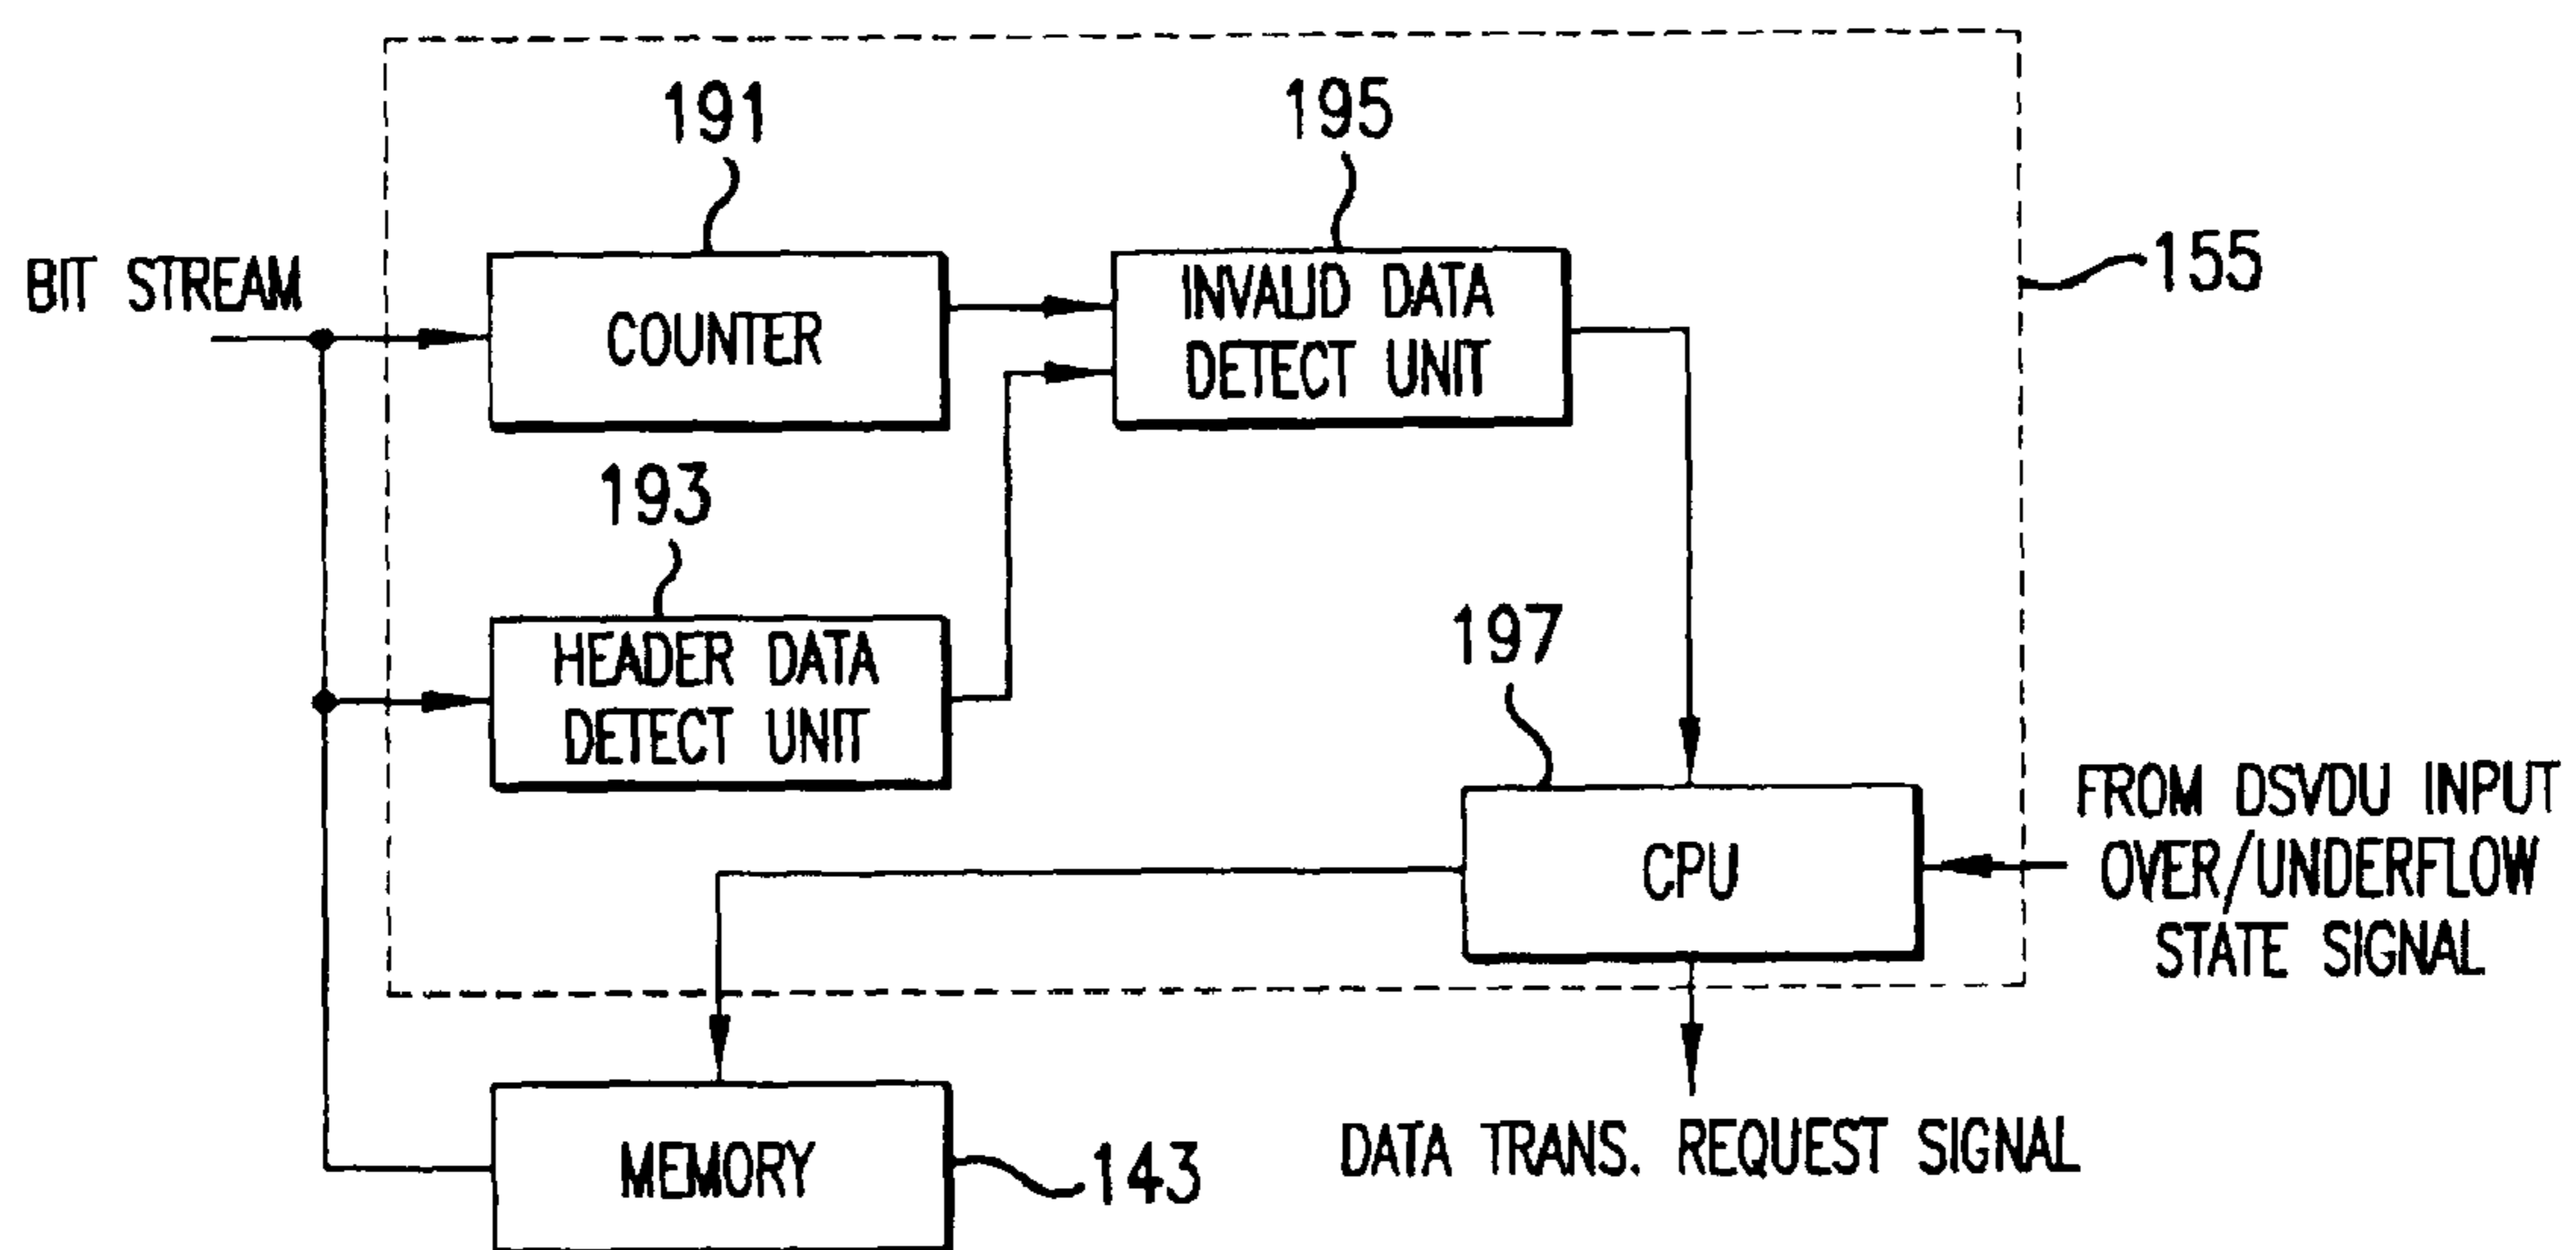 191
195
BIT STREAM
155
COUNTER
INVALID DATA
DETECT UNIT
193
HEADER DATA
DETECT UNIT
197
CPU
FROM DSVDU INPUT
OVER/UNDERFLOW
STATE SIGNAL
MEMORY
143
DATA TRANS. REQUEST SIGNAL